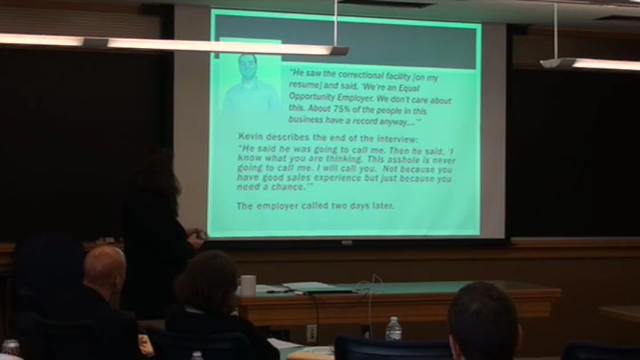 "He saw the correctional facility [on my
resume] and said, 'We're an Equal
Opportunity Employer. We don't care about
this. About 75% of the people in this
business have a record anyway....'"
Kevin describes the end of the interview:
"He said he was going to call me. Then he said, 'I
know what you are thinking. This asshole is never
going to call me. I will call you. Not because you
have good sales experience but just because you
need a chance.'"
The employer called two days later.